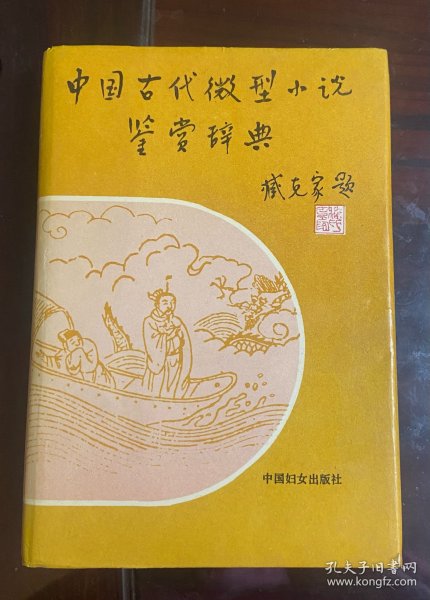 中国古代微型小说
鉴赏辞典
臧克家题
中国妇女出版社
孔夫子旧书网
www.kongfz.com